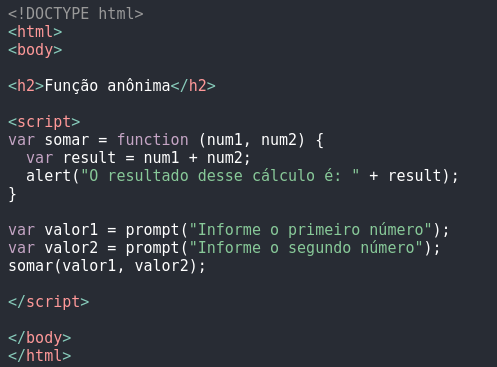 <!DOCTYPE html>
<html>
<body>
<h2>Função anônima</h2>
<script>
var somar = function (num1, num2) {
  var result = num1 + num2;
  alert("O resultado desse cálculo é: " + result);
}
var valor1 = prompt("Informe o primeiro número");
var valor2 = prompt("Informe o segundo número");
somar(valor1, valor2);
</script>
</body>
</html>